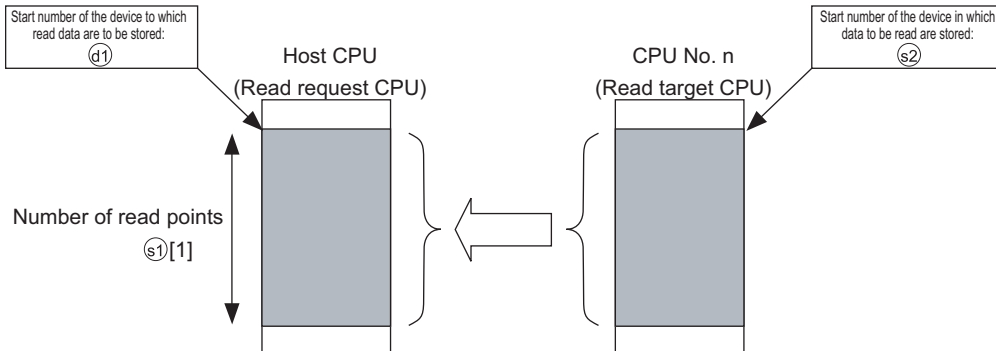 Start number of the device to which
read data are to be stored:
d1
Start number of the device in which
data to be read are stored:
s2
Host CPU
(Read request CPU)
CPU No. n
(Read target CPU)
Number of read points
s1[1]